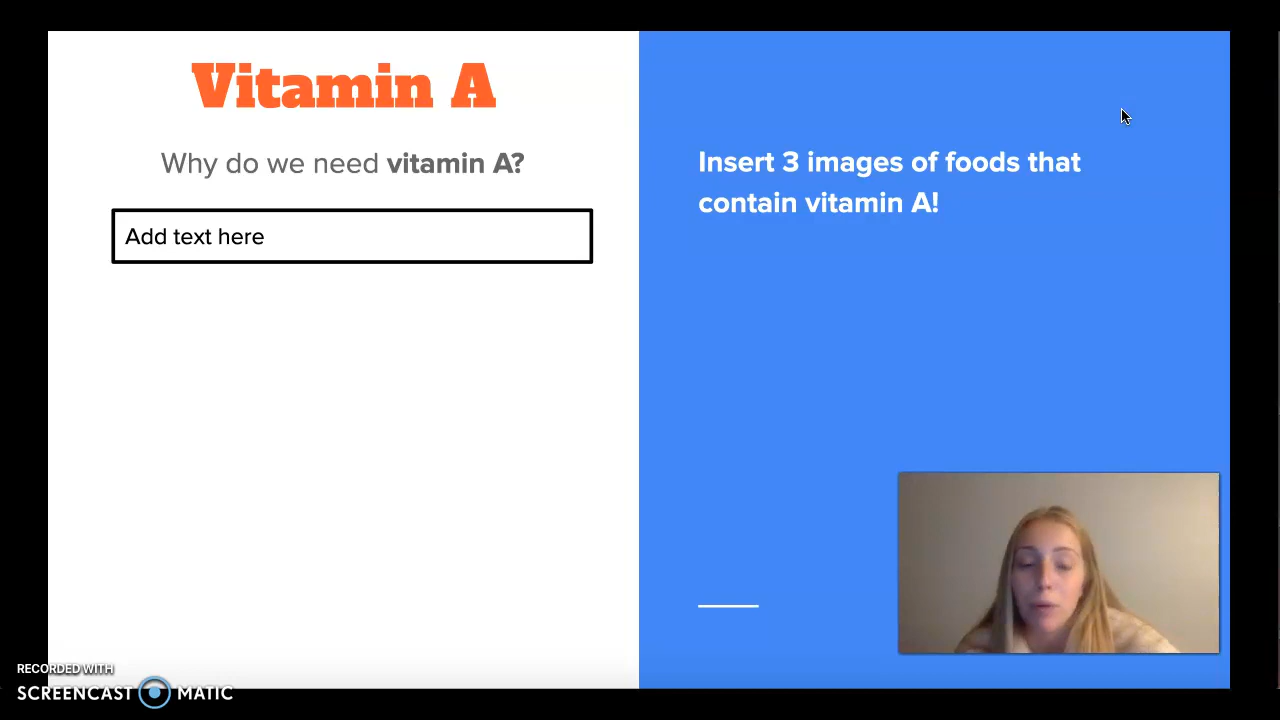 Vitamin A
Why do we need vitamin A?
Add text here
Insert 3 images of foods that
contain vitamin A!
RECORDED WITH
SCREENCAST MATIC